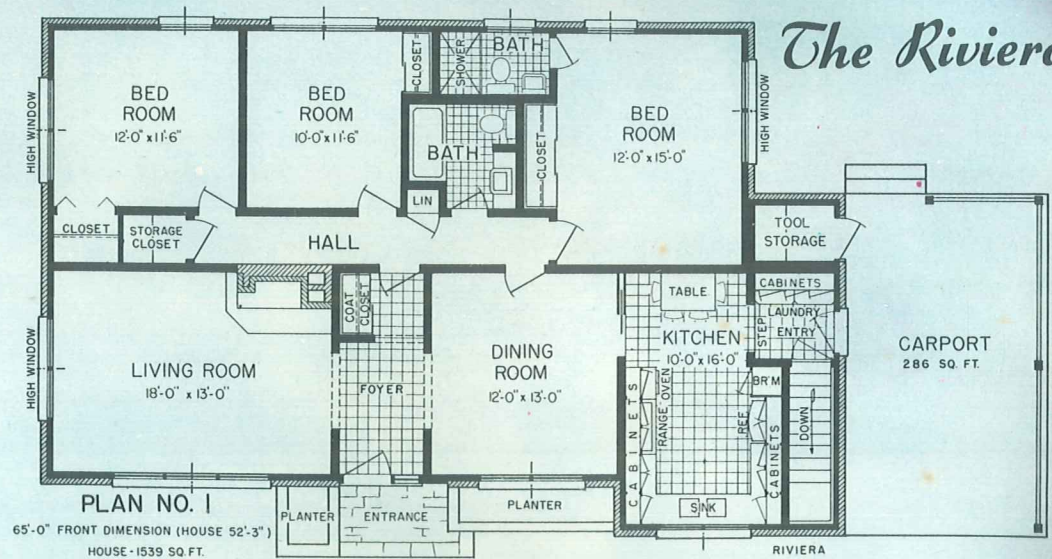 The Riviera
BED
ROOM
12'-0" x 11'-6"
BED
ROOM
10'-0" x 11'-6"
CLOSET
SHOWER
BATH
BATH
LIN
CLOSET
BED
ROOM
12'-0" x 15'-0"
HIGH WINDOW
HIGH WINDOW
CLOSET
STORAGE
CLOSET
HALL
TOOL
STORAGE
COAT
CLOSET
TABLE
CABINETS
LAUNDRY
ENTRY
STEP
KITCHEN
10'-0" x 16'-0"
CARPORT
286 SQ. FT.
HIGH WINDOW
LIVING ROOM
18'-0" x 13'-0"
FOYER
DINING
ROOM
12'-0" x 13'-0"
CABINETS
RANGE OVEN
REF
BR'M
CABINETS
DOWN
SINK
PLANTER
ENTRANCE
PLANTER
RIVIERA
PLAN NO. 1
65'-0" FRONT DIMENSION (HOUSE 52'-3")
HOUSE - 1539 SQ. FT.